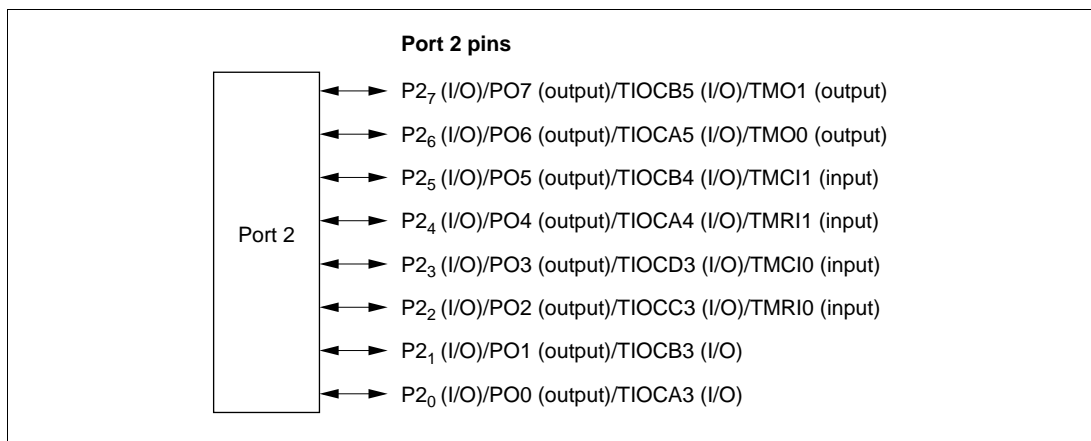 Port 2 pins
P2₇ (I/O)/PO7 (output)/TIOCB5 (I/O)/TMO1 (output)
P2₆ (I/O)/PO6 (output)/TIOCA5 (I/O)/TMO0 (output)
P2₅ (I/O)/PO5 (output)/TIOCB4 (I/O)/TMCI1 (input)
P2₄ (I/O)/PO4 (output)/TIOCA4 (I/O)/TMRI1 (input)
Port 2
P2₃ (I/O)/PO3 (output)/TIOCD3 (I/O)/TMCI0 (input)
P2₂ (I/O)/PO2 (output)/TIOCC3 (I/O)/TMRI0 (input)
P2₁ (I/O)/PO1 (output)/TIOCB3 (I/O)
P2₀ (I/O)/PO0 (output)/TIOCA3 (I/O)